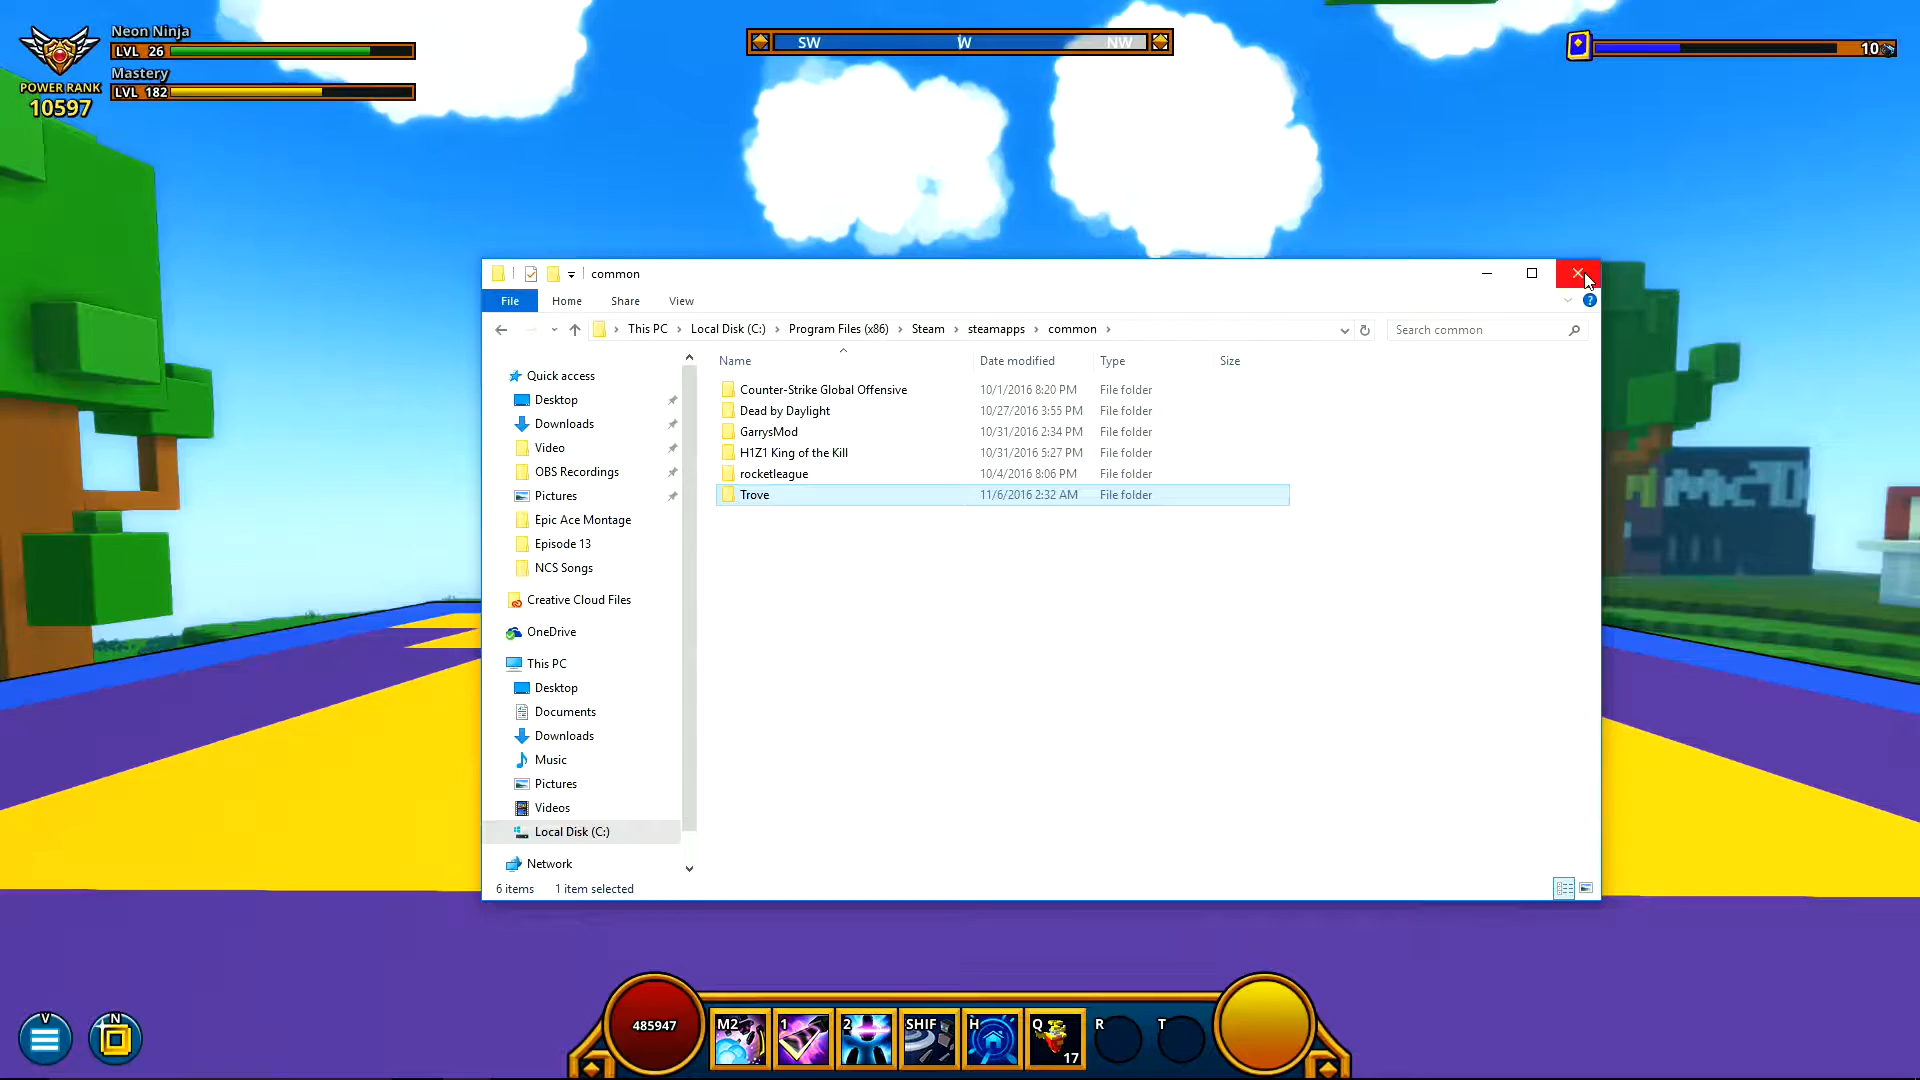 Neon Ninja
LVL 26
Mastery
LVL 182
POWER RANK
10597
SW W NW
10
common
File Home Share View
This PC Local Disk (C:) Program Files (x86) Steam steamapps common
Search common
Name Date modified Type Size
Counter-Strike Global Offensive 10/1/2016 8:20 PM File folder
Dead by Daylight 10/27/2016 3:55 PM File folder
GarrysMod 10/31/2016 2:34 PM File folder
H1Z1 King of the Kill 10/31/2016 5:27 PM File folder
rocketleague 10/4/2016 8:06 PM File folder
Trove 11/6/2016 2:32 AM File folder
Quick access
Desktop
Downloads
Video
OBS Recordings
Pictures
Epic Ace Montage
Episode 13
NCS Songs
Creative Cloud Files
OneDrive
This PC
Desktop
Documents
Downloads
Music
Pictures
Videos
Local Disk (C:)
Network
6 items 1 item selected
V N
485947
M2 1 2 SHIF H Q R T
17